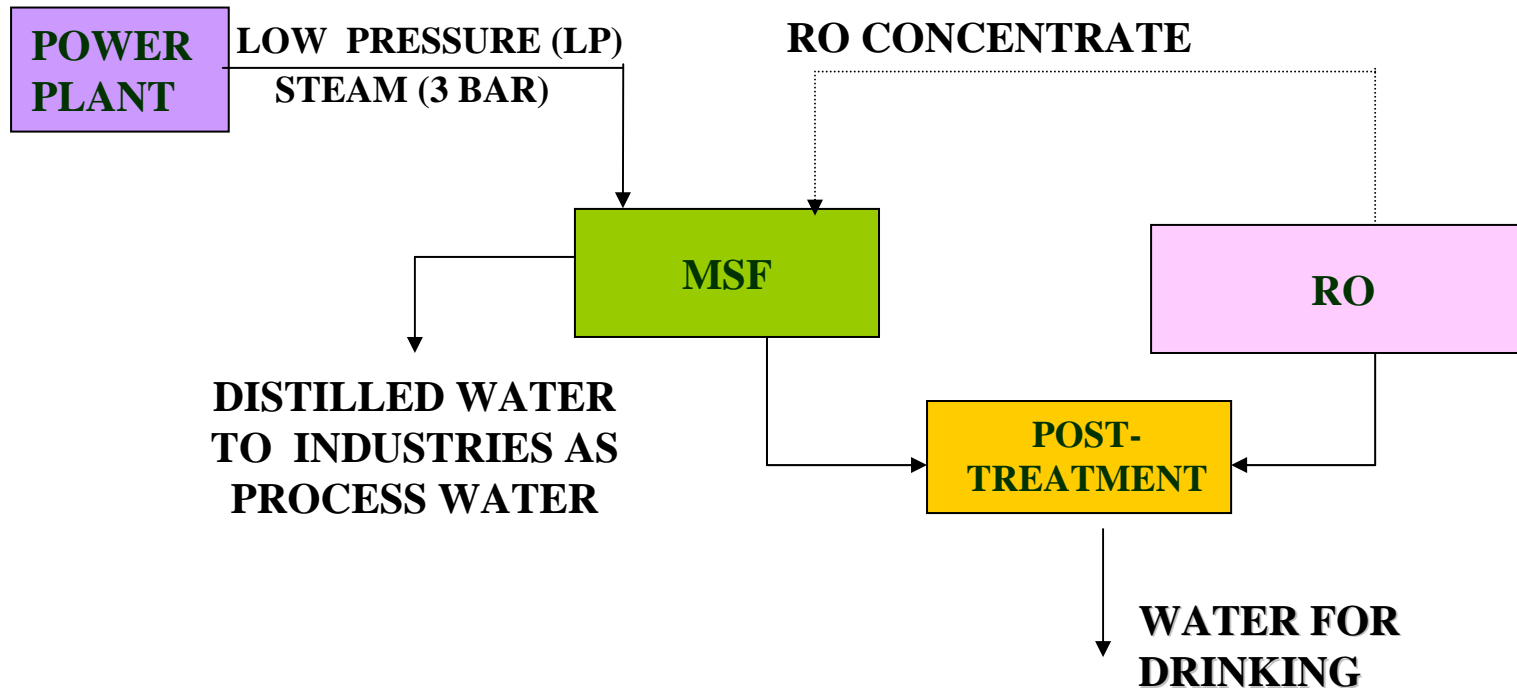 POWER
PLANT
LOW PRESSURE (LP)
STEAM (3 BAR)
RO CONCENTRATE
MSF
RO
DISTILLED WATER
TO INDUSTRIES AS
PROCESS WATER
POST-
TREATMENT
WATER FOR
DRINKING